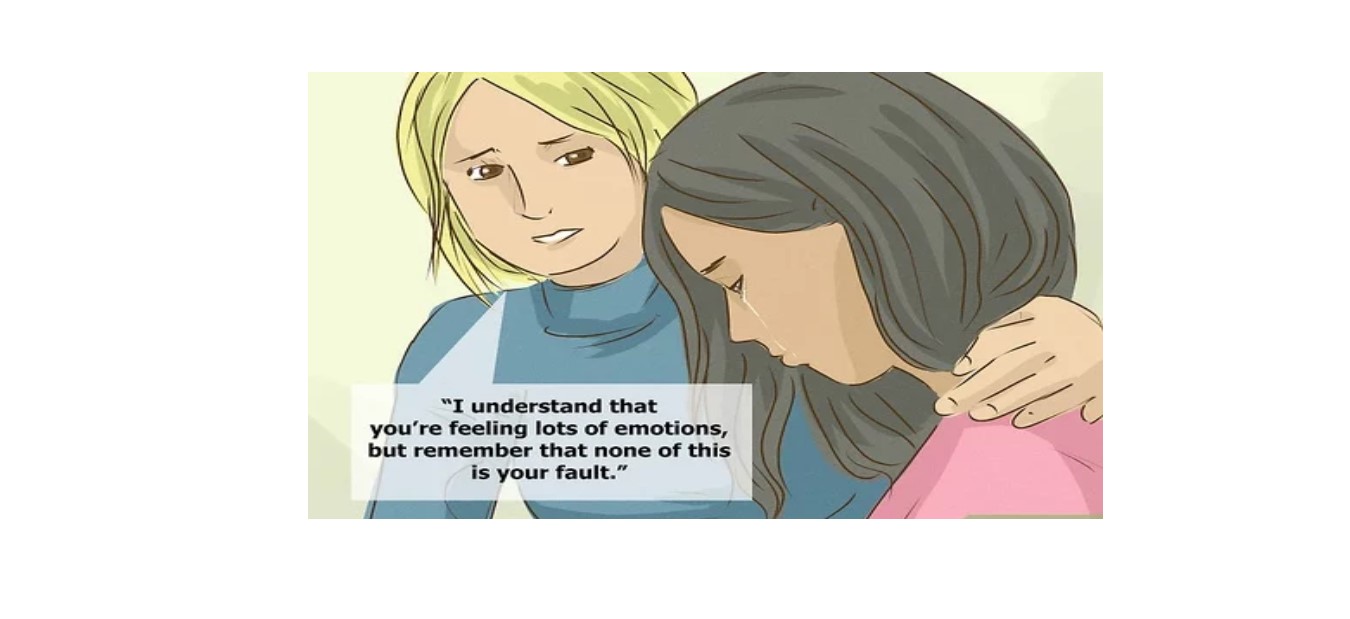 “I understand that
you’re feeling lots of emotions,
but remember that none of this
is your fault.”